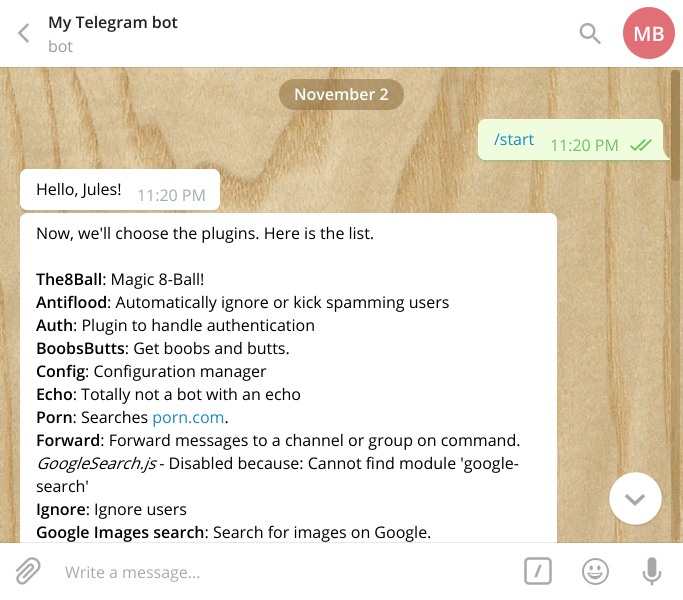 My Telegram bot
bot
MB
November 2
/start 11:20 PM
Hello, Jules! 11:20 PM
Now, we'll choose the plugins. Here is the list.
The8Ball: Magic 8-Ball!
Antiflood: Automatically ignore or kick spamming users
Auth: Plugin to handle authentication
BoobsButts: Get boobs and butts.
Config: Configuration manager
Echo: Totally not a bot with an echo
Porn: Searches porn.com.
Forward: Forward messages to a channel or group on command.
GoogleSearch.js - Disabled because: Cannot find module 'google-
search'
Ignore: Ignore users
Google Images search: Search for images on Google.
Write a message...
/